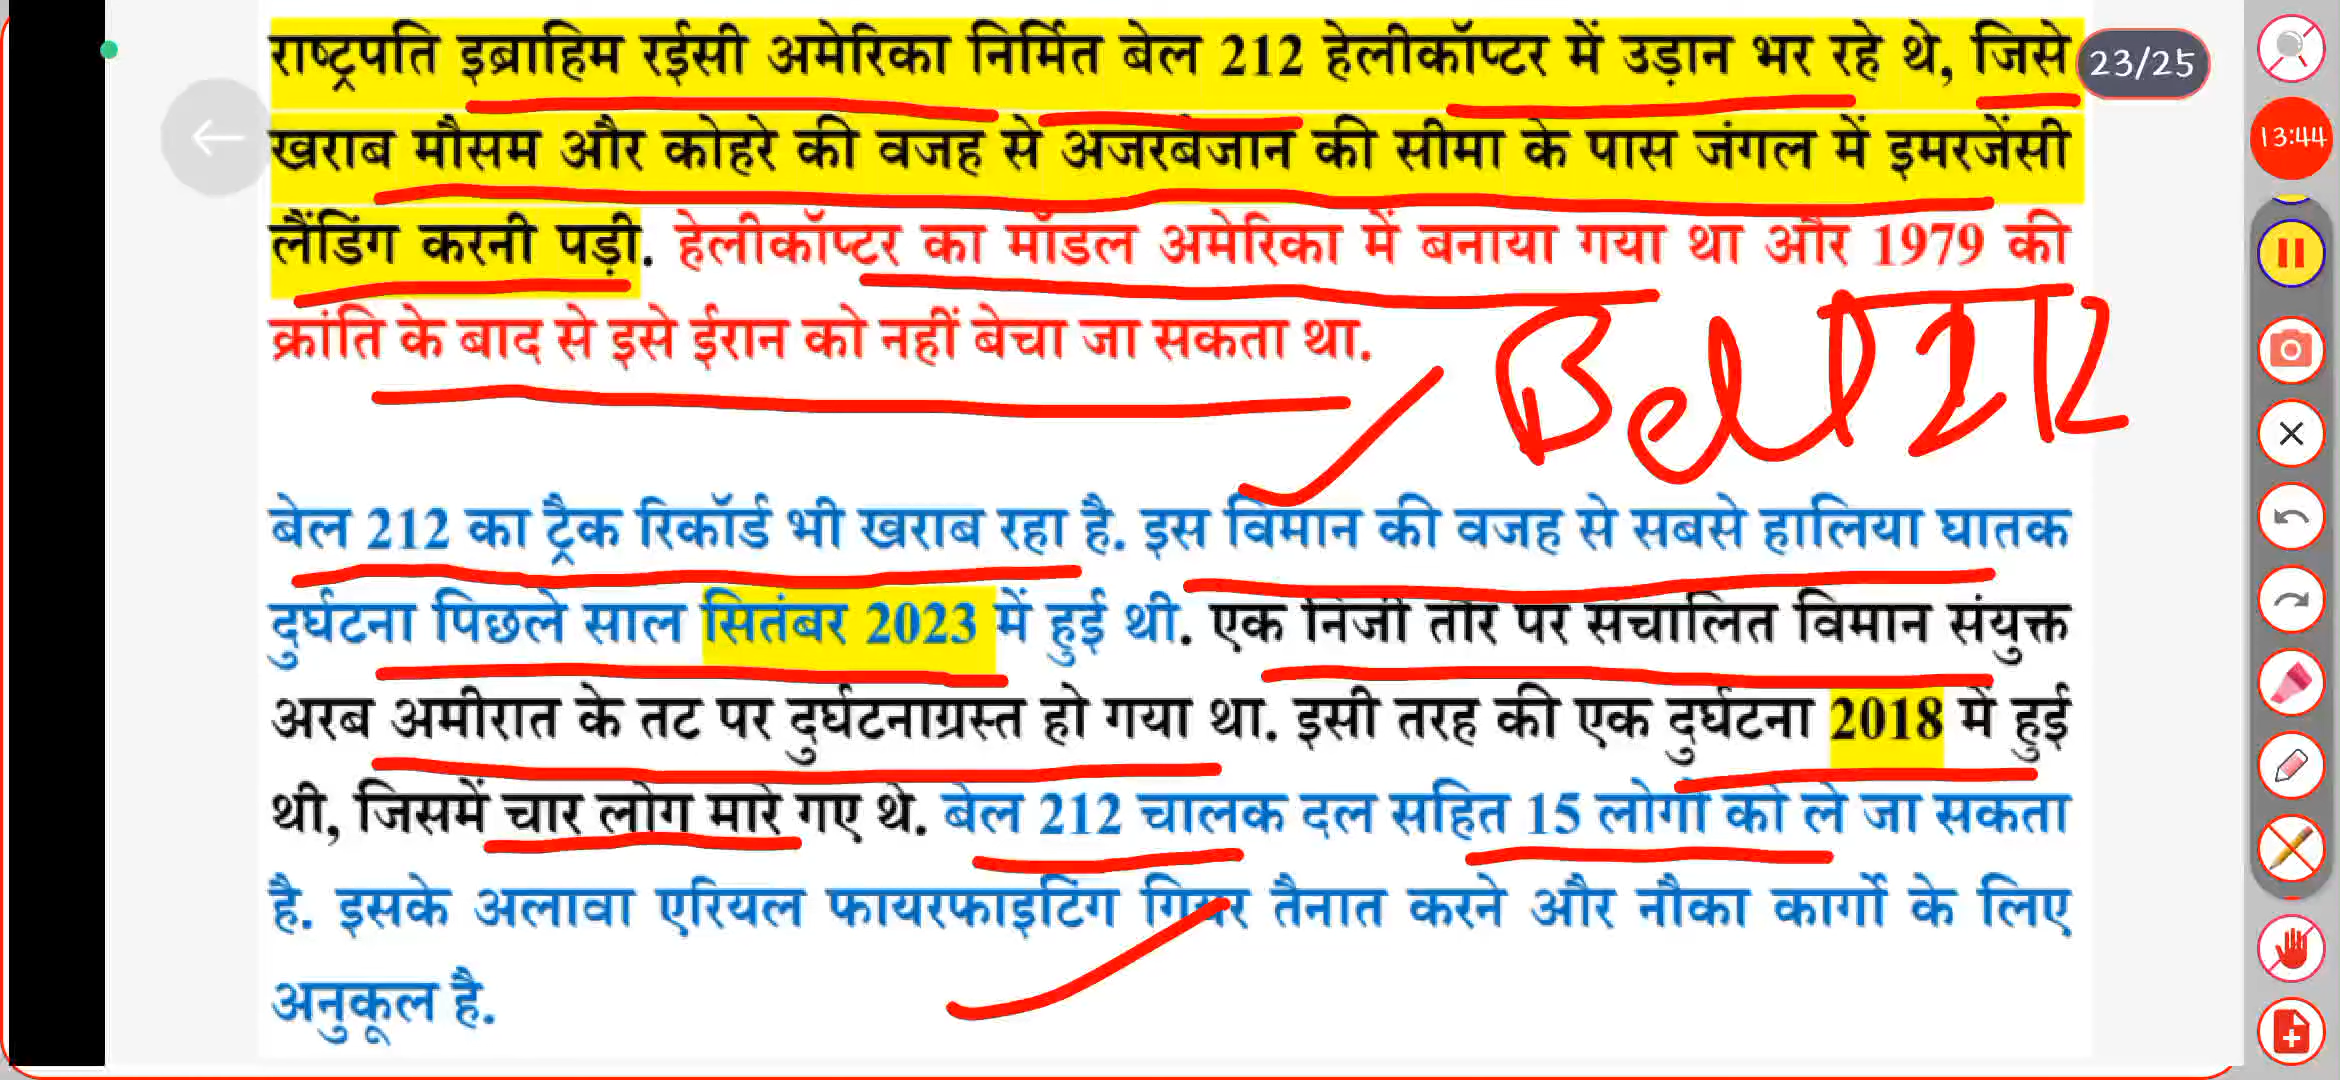 राष्ट्रपति इब्राहिम रईसी अमेरिका निर्मित बेल 212 हेलीकॉप्टर में उड़ान भर रहे थे, जिसे
23/25
13:44
खराब मौसम और कोहरे की वजह से अजरबैजान की सीमा के पास जंगल में इमरजेंसी
लैंडिंग करनी पड़ी. हेलीकॉप्टर का मॉडल अमेरिका में बनाया गया था और 1979 की
क्रांति के बाद से इसे ईरान को नहीं बेचा जा सकता था.
Bell 212
बेल 212 का ट्रैक रिकॉर्ड भी खराब रहा है. इस विमान की वजह से सबसे हालिया घातक
दुर्घटना पिछले साल सितंबर 2023 में हुई थी. एक निजी तौर पर संचालित विमान संयुक्त
अरब अमीरात के तट पर दुर्घटनाग्रस्त हो गया था. इसी तरह की एक दुर्घटना 2018 में हुई
थी, जिसमें चार लोग मारे गए थे. बेल 212 चालक दल सहित 15 लोगों को ले जा सकता
है. इसके अलावा एरियल फायरफाइटिंग गियर तैनात करने और नौका कार्गो के लिए
अनुकूल है.